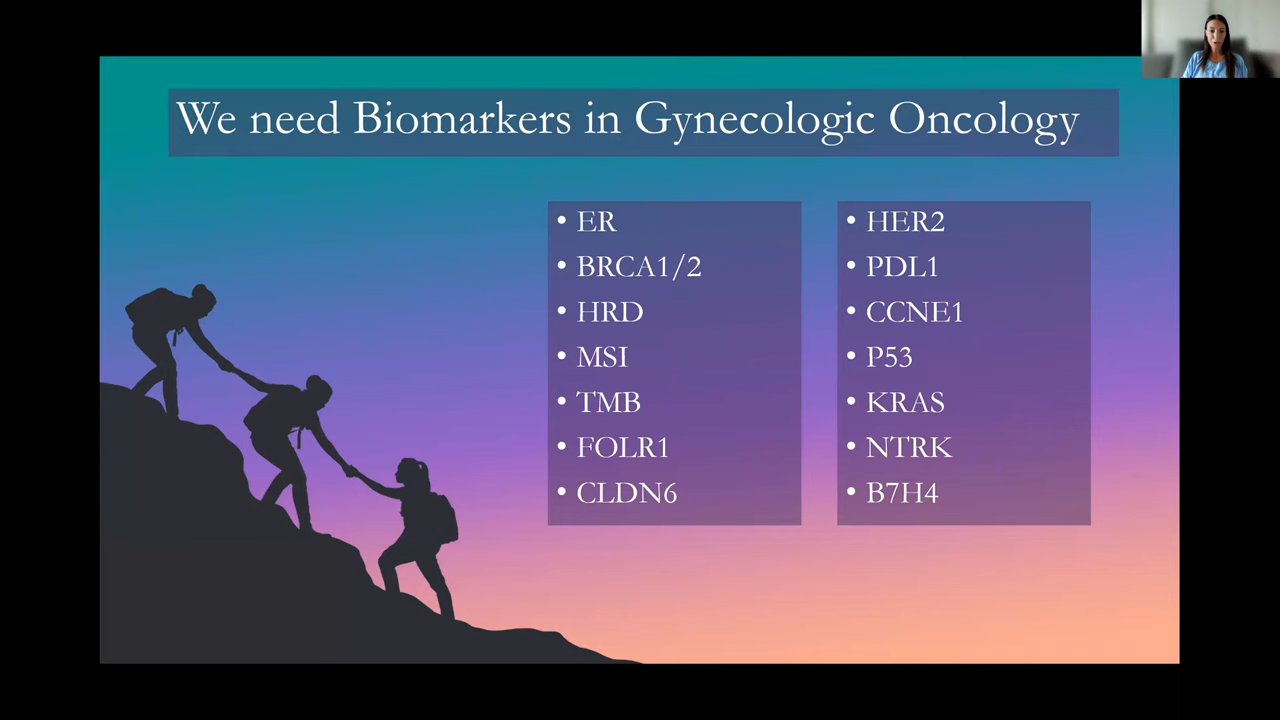 We need Biomarkers in Gynecologic Oncology
• ER
• BRCA1/2
• HRD
• MSI
• TMB
• FOLR1
• CLDN6
• HER2
• PDL1
• CCNE1
• P53
• KRAS
• NTRK
• B7H4